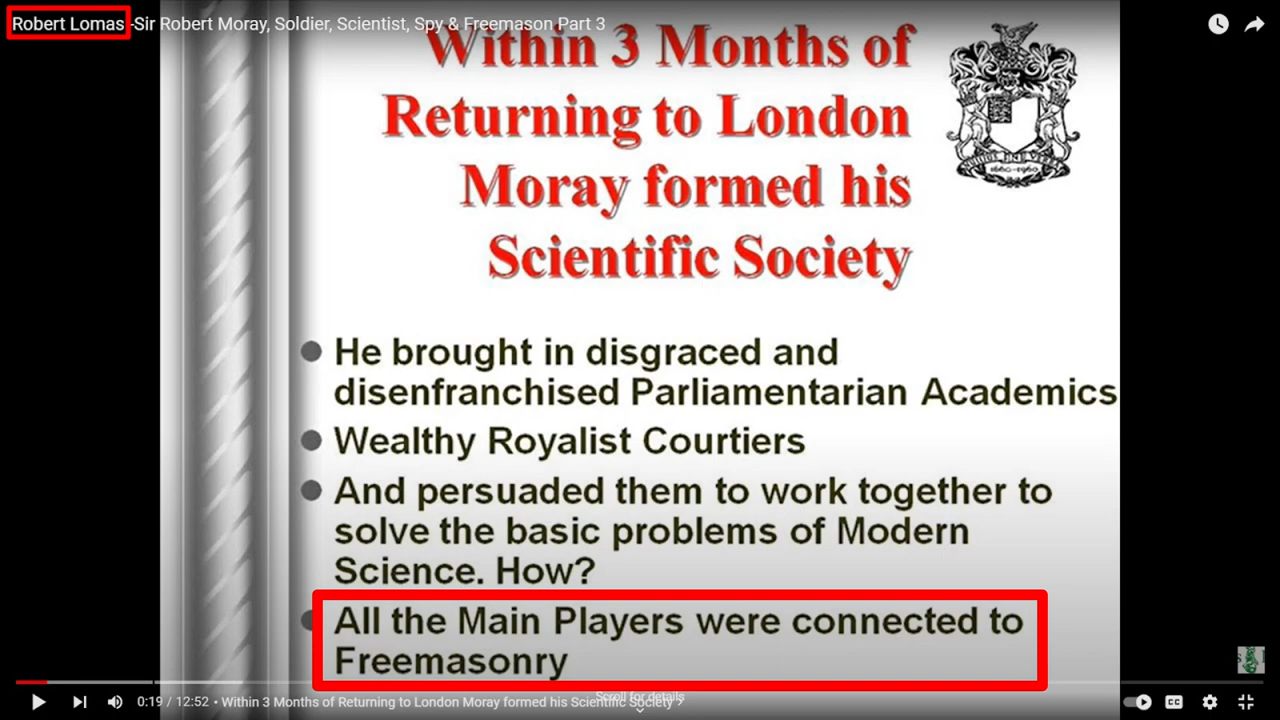 Robert Lomas -Sir Robert Moray, Soldier, Scientist, Spy & Freemason Part 3
Within 3 Months of
Returning to London
Moray formed his
Scientific Society
1660-1960
He brought in disgraced and
disenfranchised Parliamentarian Academics
Wealthy Royalist Courtiers
And persuaded them to work together to
solve the basic problems of Modern
Science. How?
All the Main Players were connected to
Freemasonry
Scroll for details
0:19 / 12:52 • Within 3 Months of Returning to London Moray formed his Scientific Society
CC